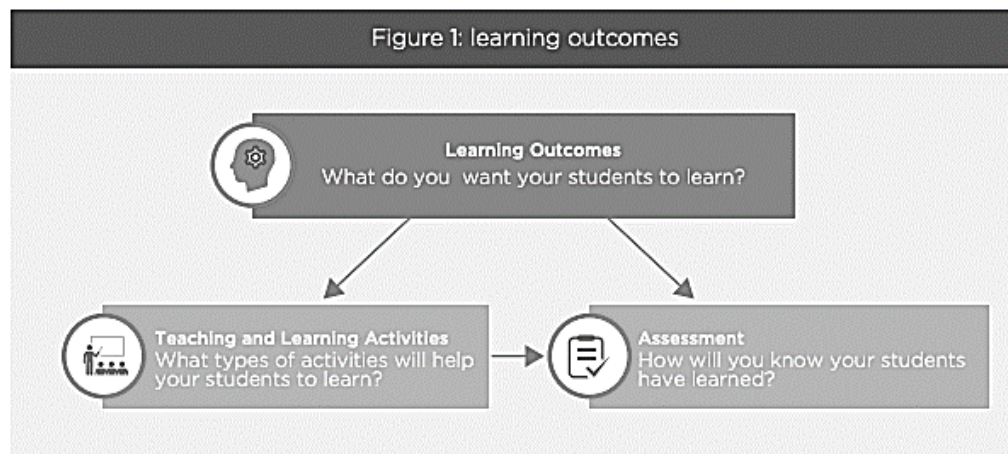 Figure 1: learning outcomes
Learning Outcomes
What do you want your students to learn?
Teaching and Learning Activities
What types of activities will help
your students to learn?
Assessment
How will you know your students
have learned?